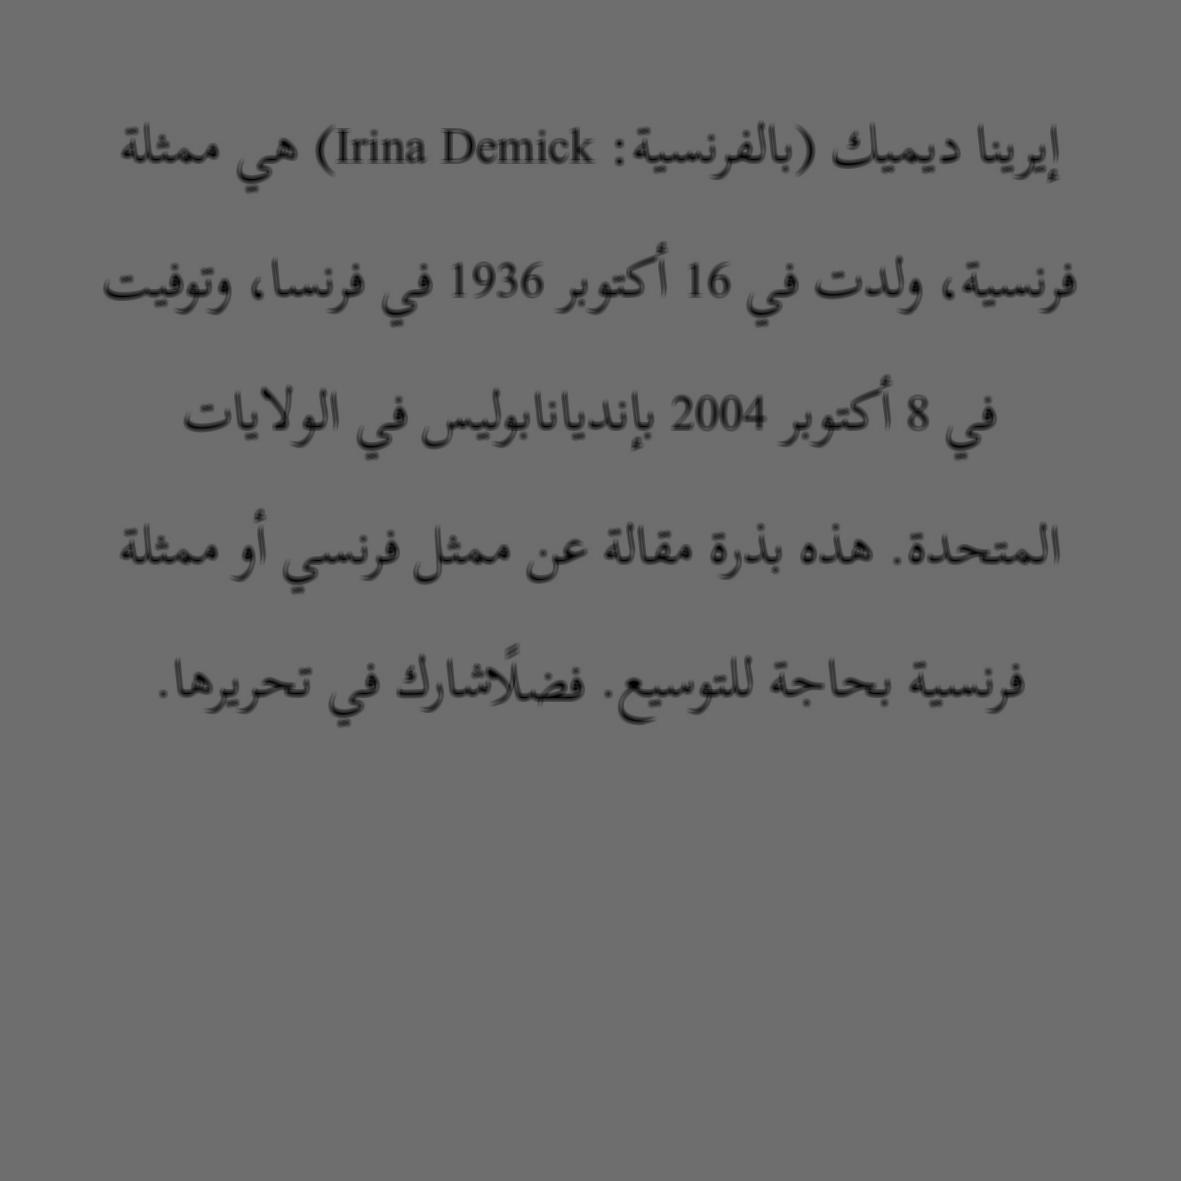 إيرينا ديميك (بالفرنسية: Irina Demick) هي ممثلة
فرنسية، ولدت في 16 أكتوبر 1936 في فرنسا، وتوفيت
في 8 أكتوبر 2004 بإنديانابوليس في الولايات
المتحدة. هذه بذرة مقالة عن ممثل فرنسي أو ممثلة
فرنسية بحاجة للتوسيع. فضلًاشارك في تحريرها.